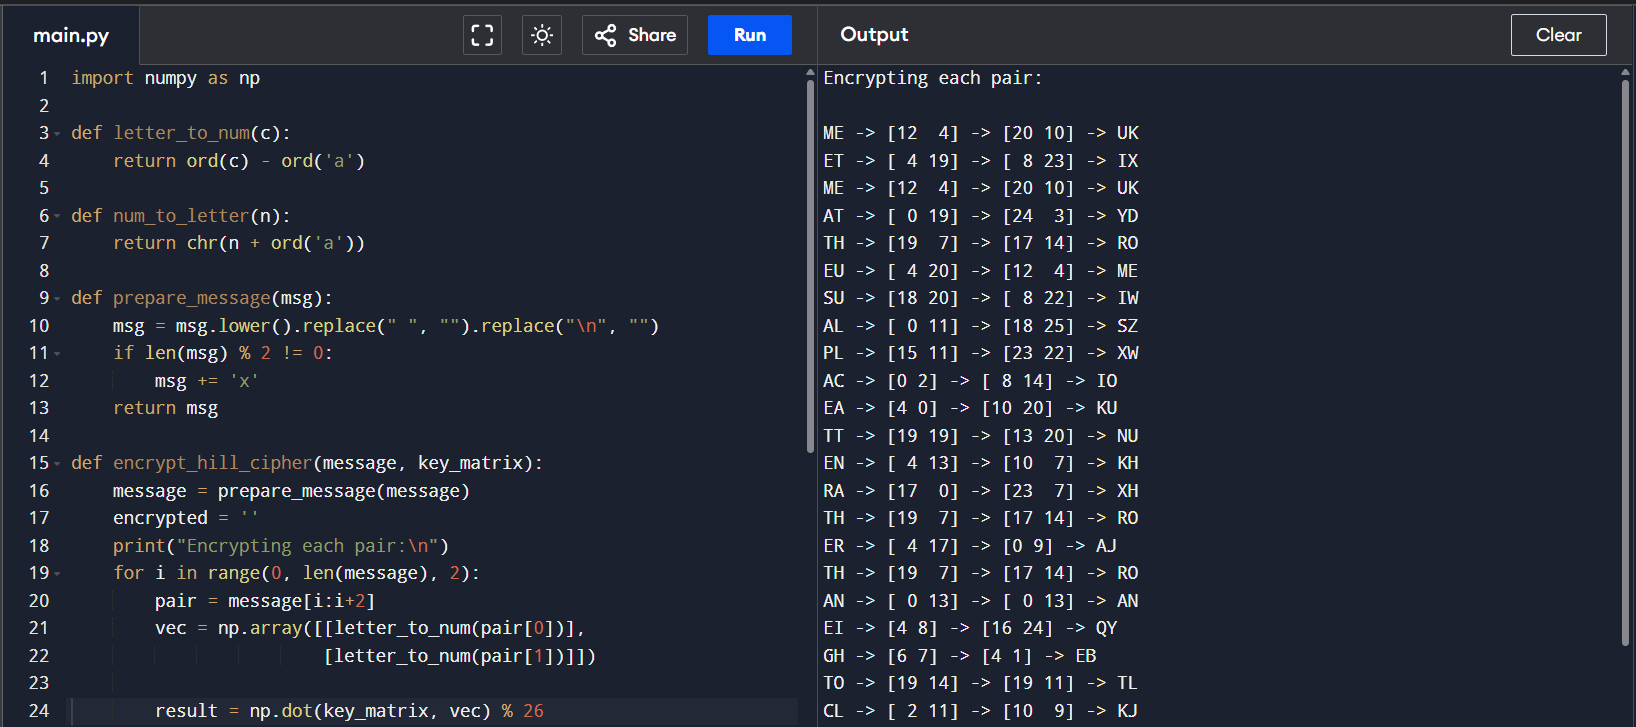 main.py
Share
Run
Output
Clear
1 import numpy as np
2
3 def letter_to_num(c):
4     return ord(c) - ord('a')
5
6 def num_to_letter(n):
7     return chr(n + ord('a'))
8
9 def prepare_message(msg):
10     msg = msg.lower().replace(" ", "").replace("\n", "")
11     if len(msg) % 2 != 0:
12         msg += 'x'
13     return msg
14
15 def encrypt_hill_cipher(message, key_matrix):
16     message = prepare_message(message)
17     encrypted = ''
18     print("Encrypting each pair:\n")
19     for i in range(0, len(message), 2):
20         pair = message[i:i+2]
21         vec = np.array([[letter_to_num(pair[0])],
22                         [letter_to_num(pair[1])]])
23
24         result = np.dot(key_matrix, vec) % 26
Encrypting each pair:

ME -> [12  4] -> [20 10] -> UK
ET -> [ 4 19] -> [ 8 23] -> IX
ME -> [12  4] -> [20 10] -> UK
AT -> [ 0 19] -> [24  3] -> YD
TH -> [19  7] -> [17 14] -> RO
EU -> [ 4 20] -> [12  4] -> ME
SU -> [18 20] -> [ 8 22] -> IW
AL -> [ 0 11] -> [18 25] -> SZ
PL -> [15 11] -> [23 22] -> XW
AC -> [0 2] -> [ 8 14] -> IO
EA -> [4 0] -> [10 20] -> KU
TT -> [19 19] -> [13 20] -> NU
EN -> [ 4 13] -> [10  7] -> KH
RA -> [17  0] -> [23  7] -> XH
TH -> [19  7] -> [17 14] -> RO
ER -> [ 4 17] -> [0 9] -> AJ
TH -> [19  7] -> [17 14] -> RO
AN -> [ 0 13] -> [ 0 13] -> AN
EI -> [4 8] -> [16 24] -> QY
GH -> [6 7] -> [4 1] -> EB
TO -> [19 14] -> [19 11] -> TL
CL -> [ 2 11] -> [10  9] -> KJ